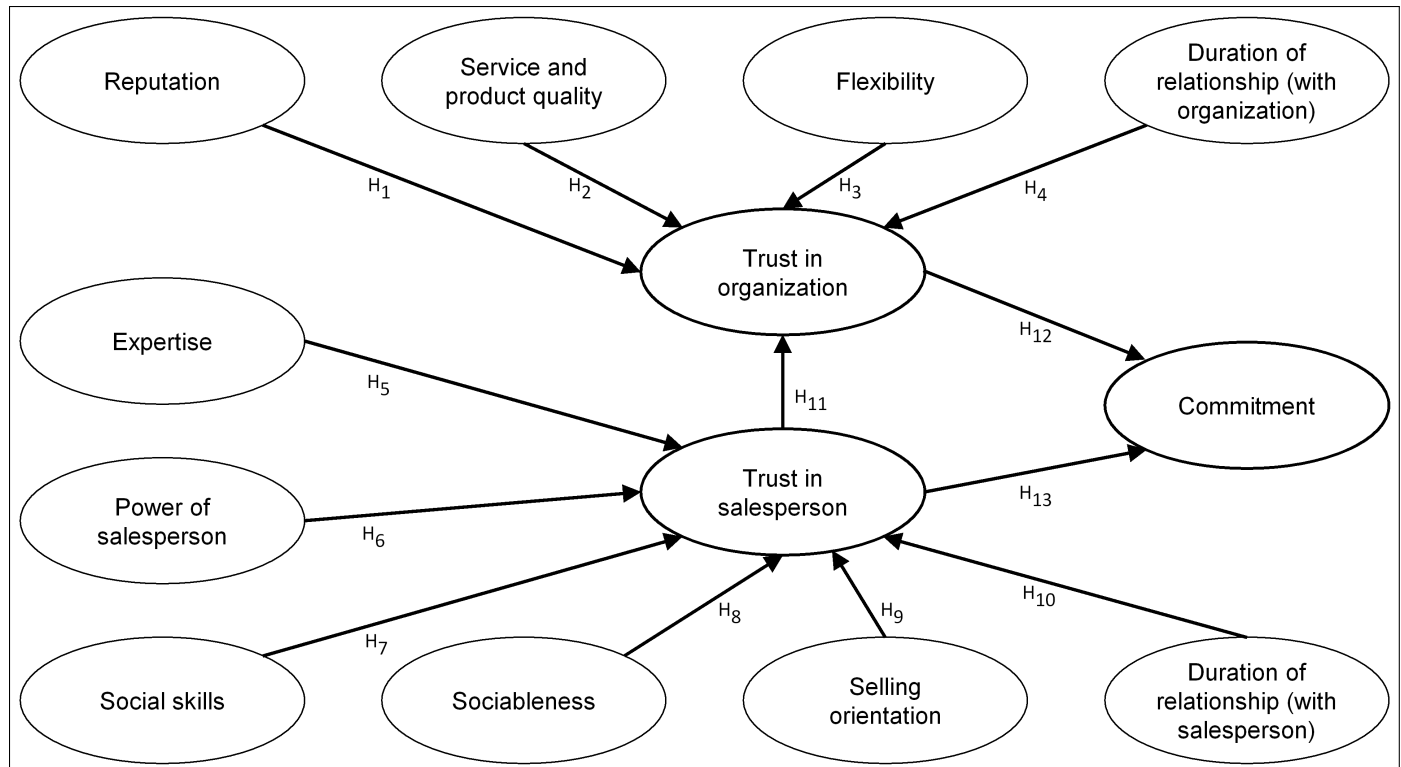 Reputation
Service and
product quality
Flexibility
Duration of
relationship (with
organization)
H1
H2
H3
H4
Trust in
organization
Expertise
H5
H12
H11
Commitment
Power of
salesperson
H6
Trust in
salesperson
H13
H7
H8
H9
H10
Social skills
Sociableness
Selling
orientation
Duration of
relationship (with
salesperson)